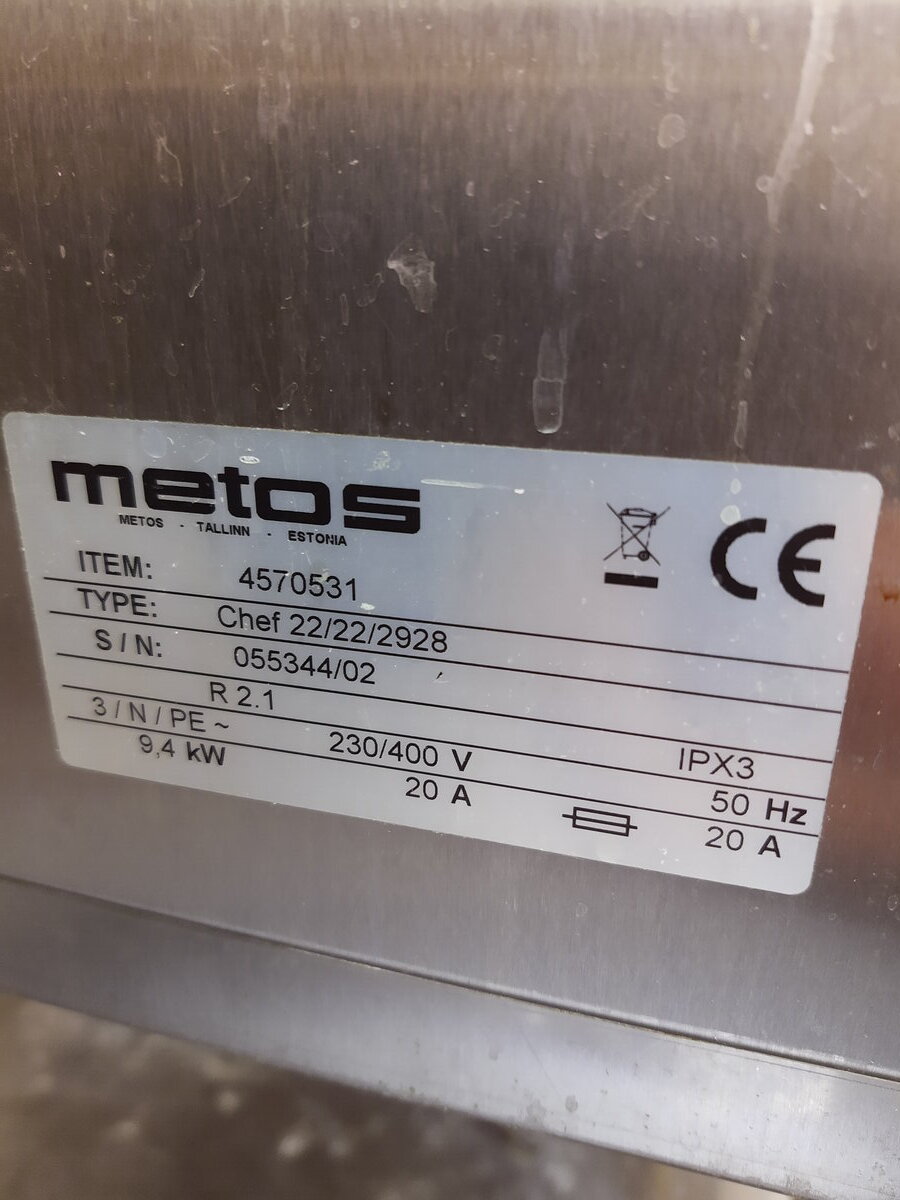 metos
METOS - TALLINN - ESTONIA
CE
ITEM: 4570531
TYPE: Chef 22/22/2928
S / N: 055344/02
R 2.1 IPX3
3 / N / PE ~ 230/400 V 50 Hz
9,4 kW 20 A 20 A